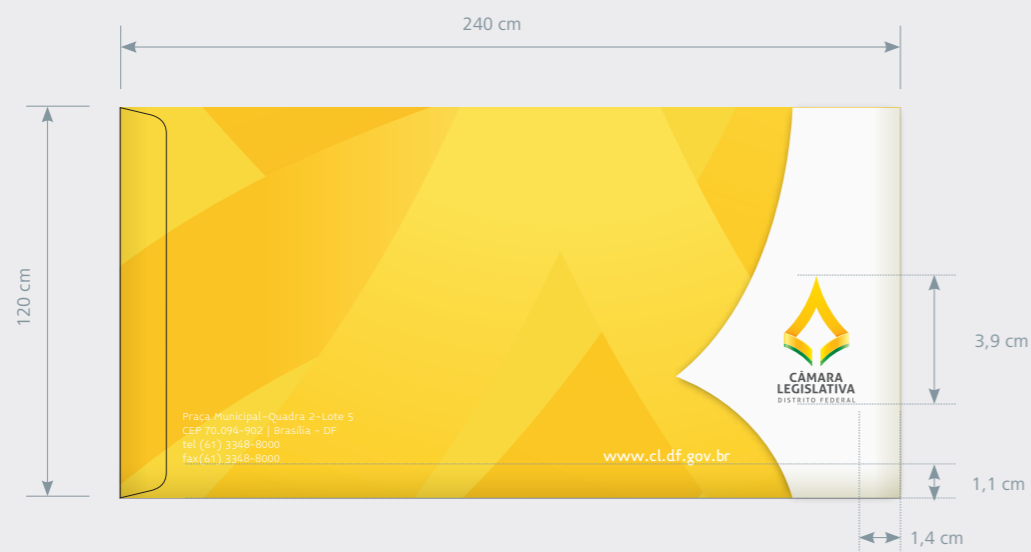 240 cm
120 cm
3,9 cm
CÂMARA
LEGISLATIVA
DISTRITO FEDERAL
Praça Municipal-Quadra 2-Lote 5
CEP 70.094-902 | Brasília - DF
tel (61) 3348-8000
fax(61) 3348-8000
www.cl.df.gov.br
1,1 cm
1,4 cm